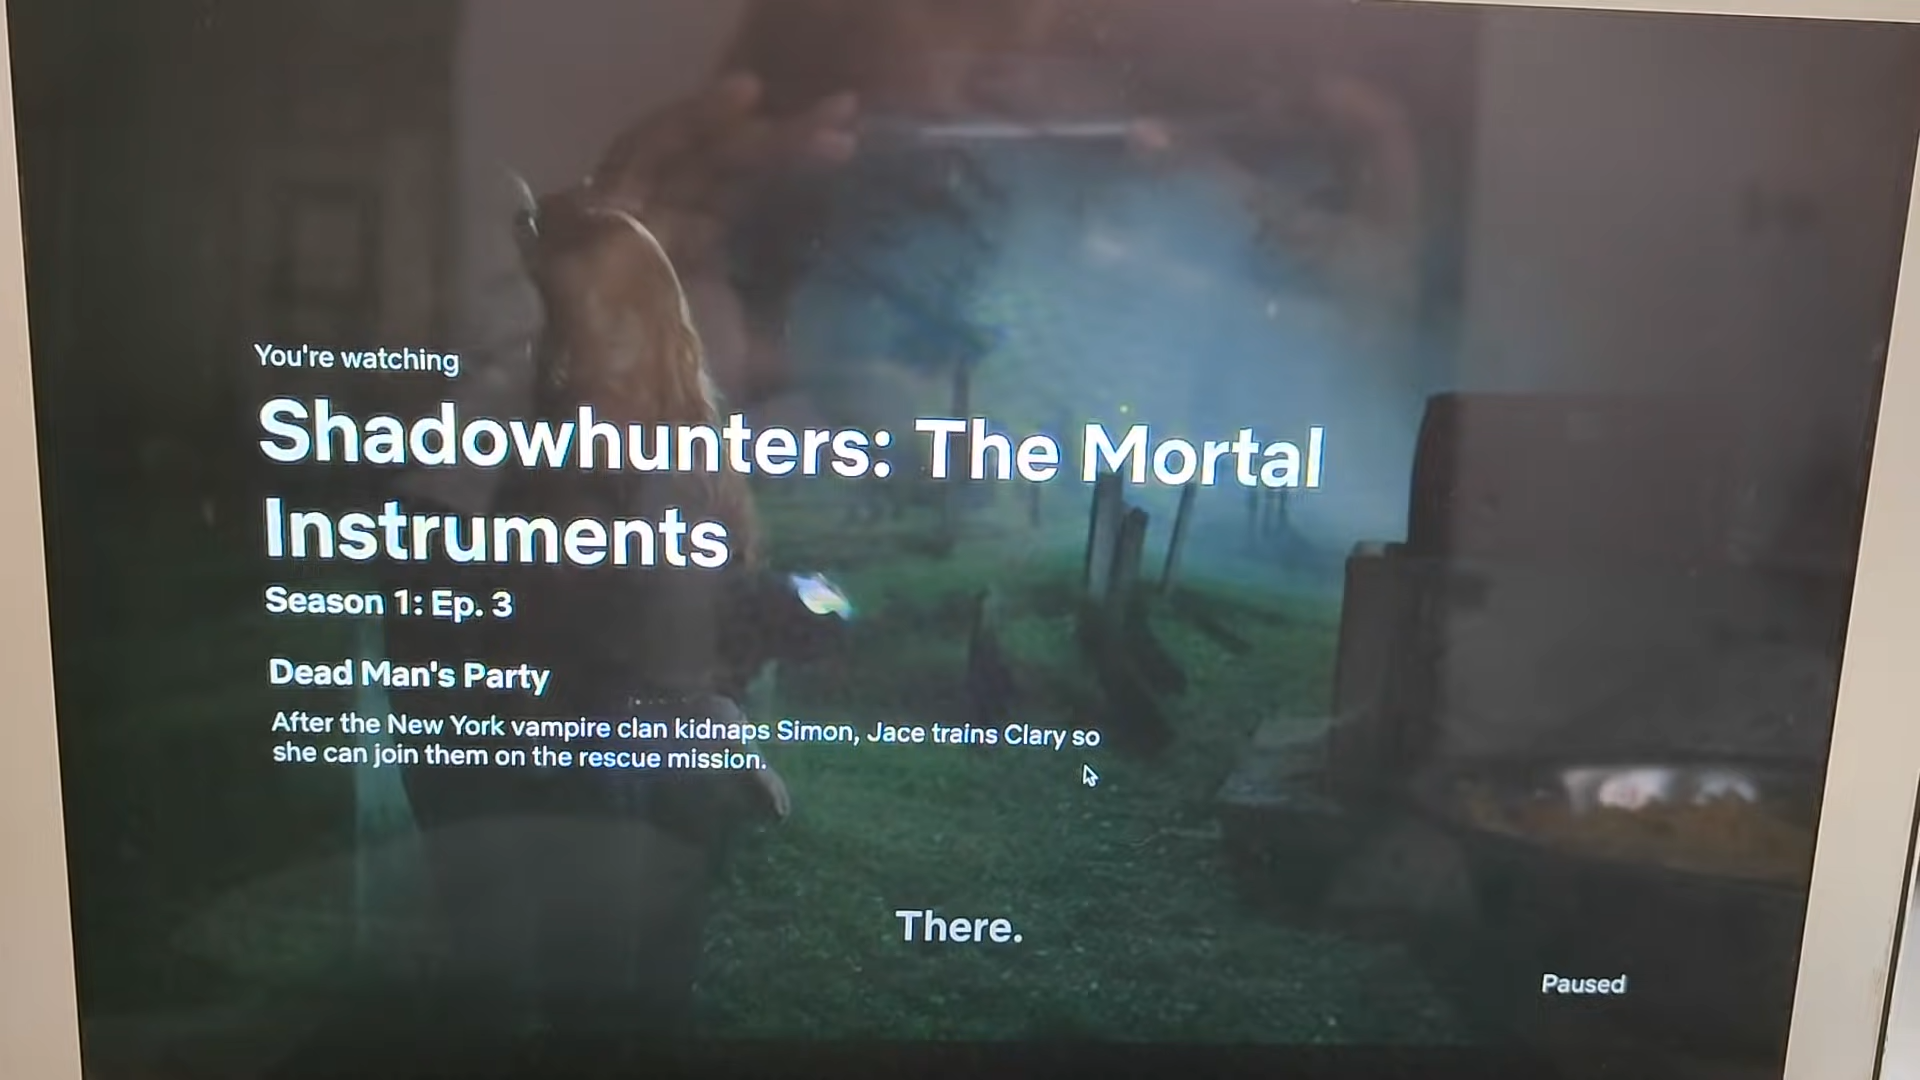 You're watching
Shadowhunters: The Mortal
Instruments
Season 1: Ep. 3
Dead Man's Party
After the New York vampire clan kidnaps Simon, Jace trains Clary so
she can join them on the rescue mission.
There.
Paused